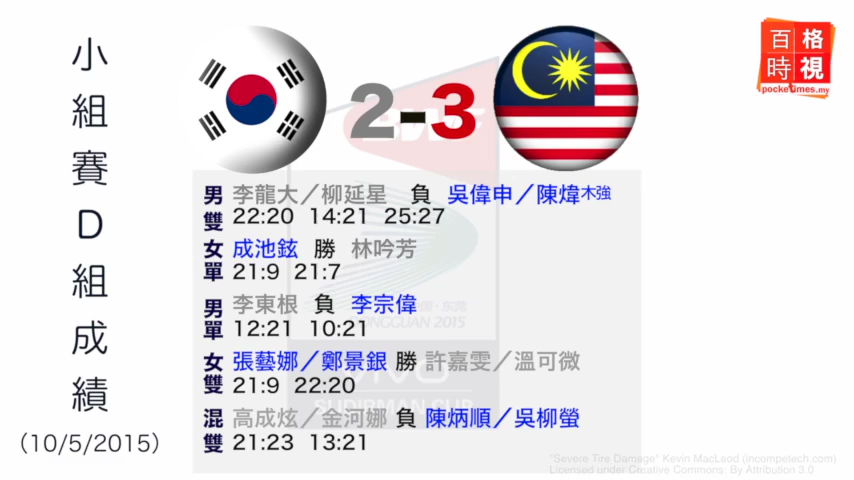 小組賽D組成績
(10/5/2015)
百格
時視
pocketimes.my
2-3
男雙 李龍大／柳延星 負 吳偉申／陳煒木強
22:20 14:21 25:27
女單 成池鉉 勝 林吟芳
21:9 21:7
男單 李東根 負 李宗偉
12:21 10:21
女雙 張藝娜／鄭景銀 勝 許嘉雯／溫可微
21:9 22:20
混雙 高成炫／金河娜 負 陳炳順／吳柳螢
21:23 13:21
DONGGUAN 2015
SUDIRMAN CUP
"Severe Tire Damage" Kevin MacLeod (incompetech.com)
Licensed under Creative Commons: By Attribution 3.0